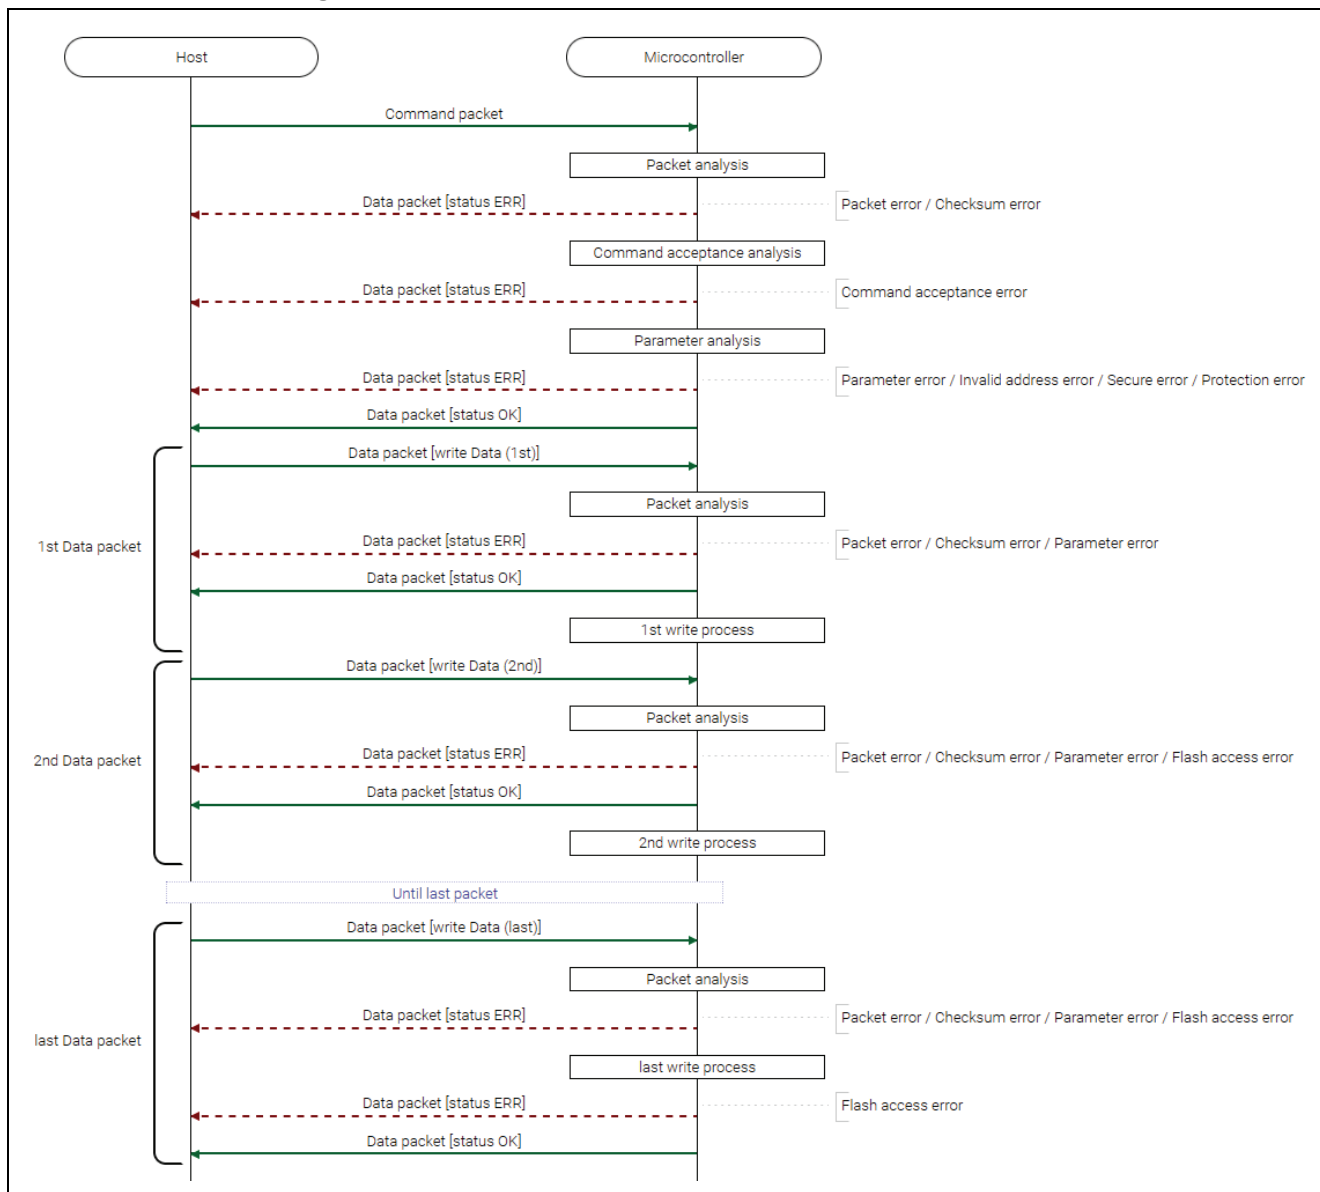 Host
Microcontroller
Command packet
Packet analysis
Data packet [status ERR]
Packet error / Checksum error
Command acceptance analysis
Data packet [status ERR]
Command acceptance error
Parameter analysis
Data packet [status ERR]
Parameter error / Invalid address error / Secure error / Protection error
Data packet [status OK]
Data packet [write Data (1st)]
Packet analysis
1st Data packet
Data packet [status ERR]
Packet error / Checksum error / Parameter error
Data packet [status OK]
1st write process
Data packet [write Data (2nd)]
Packet analysis
2nd Data packet
Data packet [status ERR]
Packet error / Checksum error / Parameter error / Flash access error
Data packet [status OK]
2nd write process
Until last packet
Data packet [write Data (last)]
Packet analysis
Data packet [status ERR]
Packet error / Checksum error / Parameter error / Flash access error
last Data packet
last write process
Data packet [status ERR]
Flash access error
Data packet [status OK]